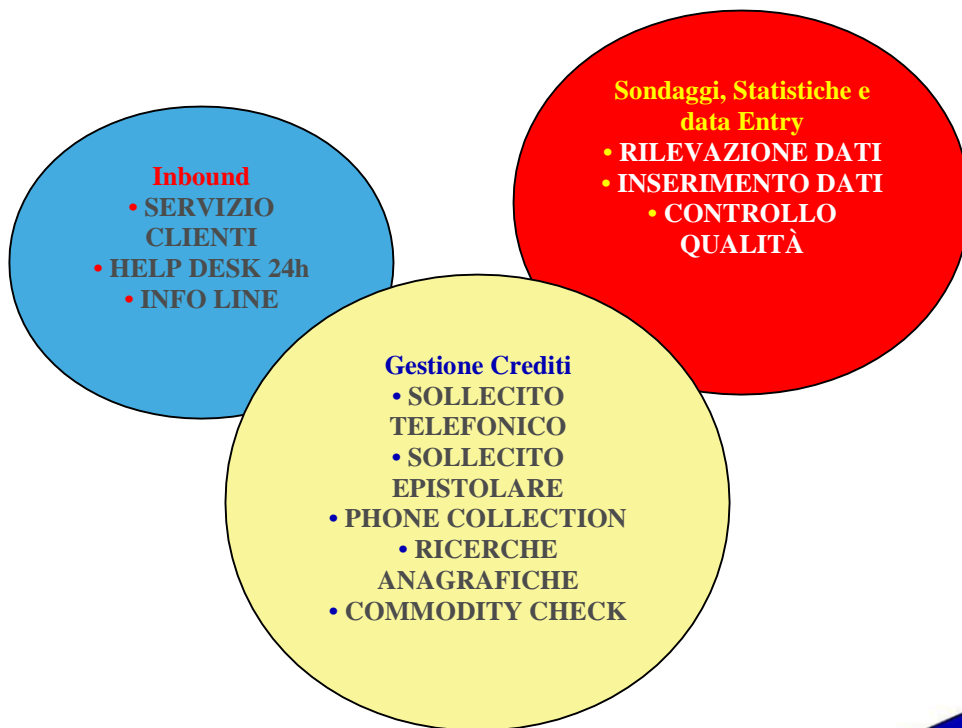 Inbound
• SERVIZIO
CLIENTI
• HELP DESK 24h
• INFO LINE
Sondaggi, Statistiche e
data Entry
• RILEVAZIONE DATI
• INSERIMENTO DATI
• CONTROLLO
QUALITÀ
Gestione Crediti
• SOLLECITO
TELEFONICO
• SOLLECITO
EPISTOLARE
• PHONE COLLECTION
• RICERCHE
ANAGRAFICHE
• COMMODITY CHECK